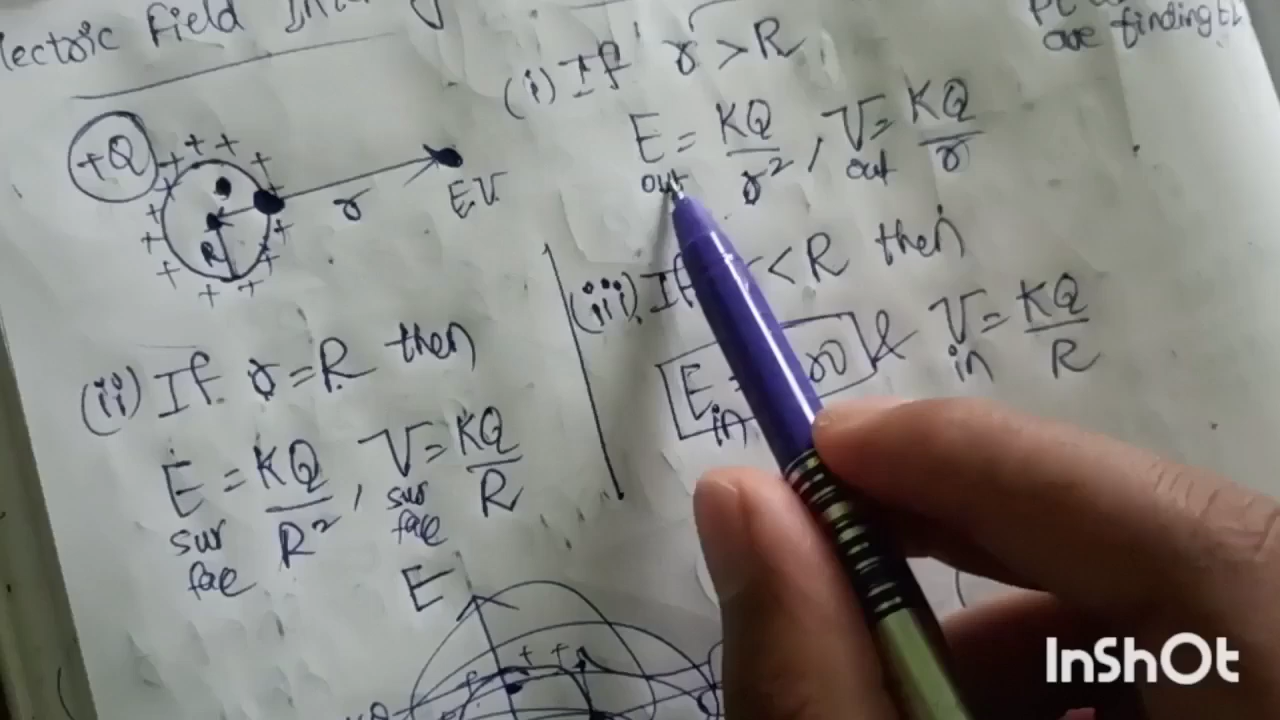 lectric Field
(i) If r > R
are finding
E = KQ/r², V = KQ/r
out out
+Q
+ + + + + + + + + + + + +
r
E.V
R
(iii) If < R then
E & V = KQ/R
in in
(ii) If r = R then
E = KQ/R², V = KQ/R
sur sur
face face
E
+ +
InShOt